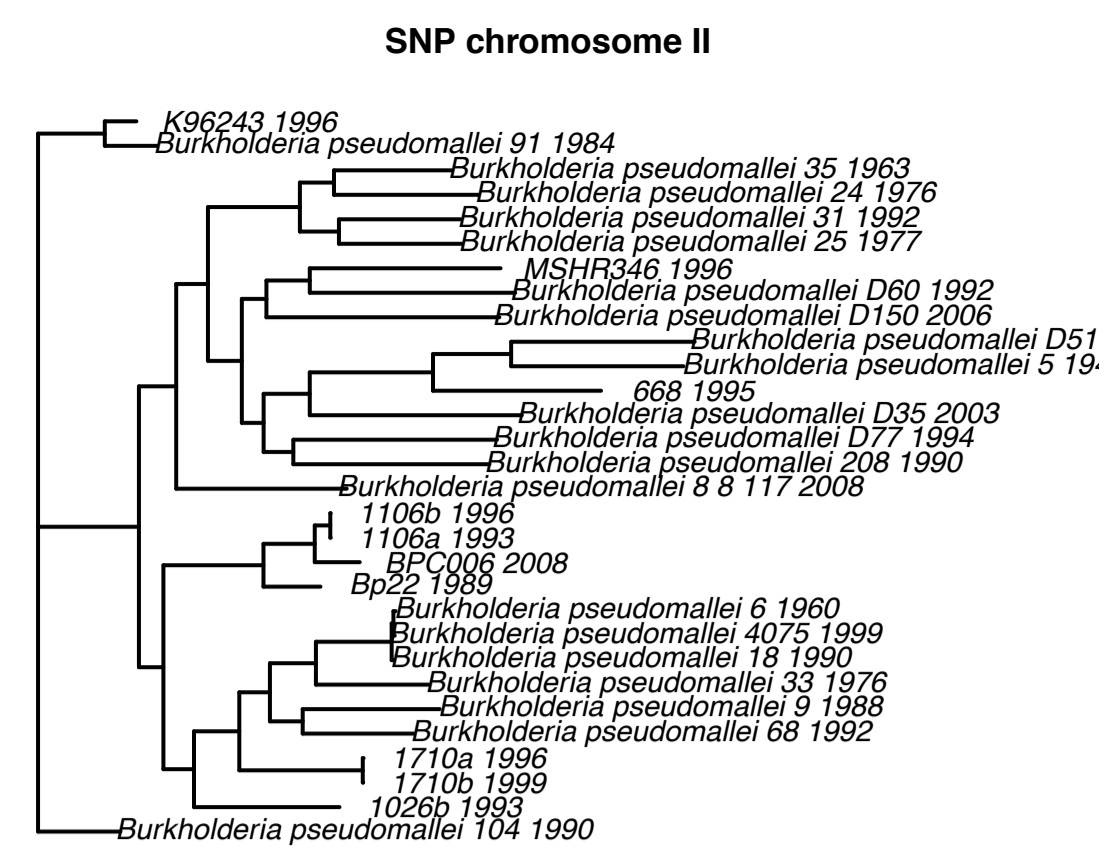 SNP chromosome II
K96243 1996
Burkholderia pseudomallei 91 1984
Burkholderia pseudomallei 35 1963
Burkholderia pseudomallei 24 1976
Burkholderia pseudomallei 31 1992
Burkholderia pseudomallei 25 1977
MSHR346 1996
Burkholderia pseudomallei D60 1992
Burkholderia pseudomallei D150 2006
Burkholderia pseudomallei D51
Burkholderia pseudomallei 5
668 1995
Burkholderia pseudomallei D35 2003
Burkholderia pseudomallei D77 1994
Burkholderia pseudomallei 208 1990
Burkholderia pseudomallei 8 8 117 2008
1106b 1996
1106a 1993
BPC006 2008
Bp22 1989
Burkholderia pseudomallei 6 1960
Burkholderia pseudomallei 4075 1999
Burkholderia pseudomallei 18 1990
Burkholderia pseudomallei 33 1976
Burkholderia pseudomallei 9 1988
Burkholderia pseudomallei 68 1992
1710a 1996
1710b 1999
1026b 1993
Burkholderia pseudomallei 104 1990